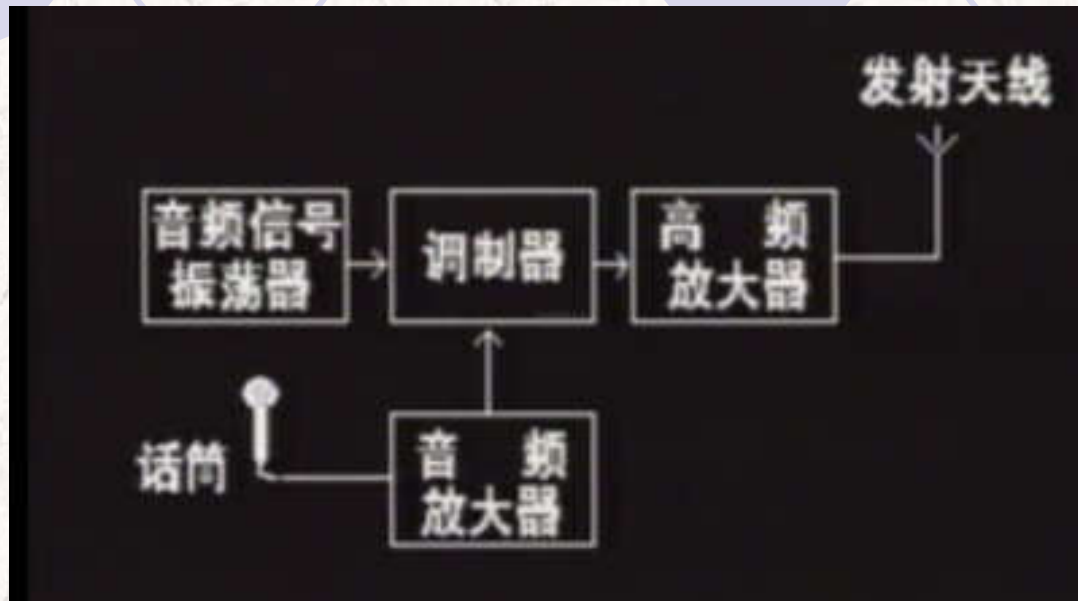 发射天线
音频信号
振荡器
调制器
高 频
放大器
话筒
音 频
放大器